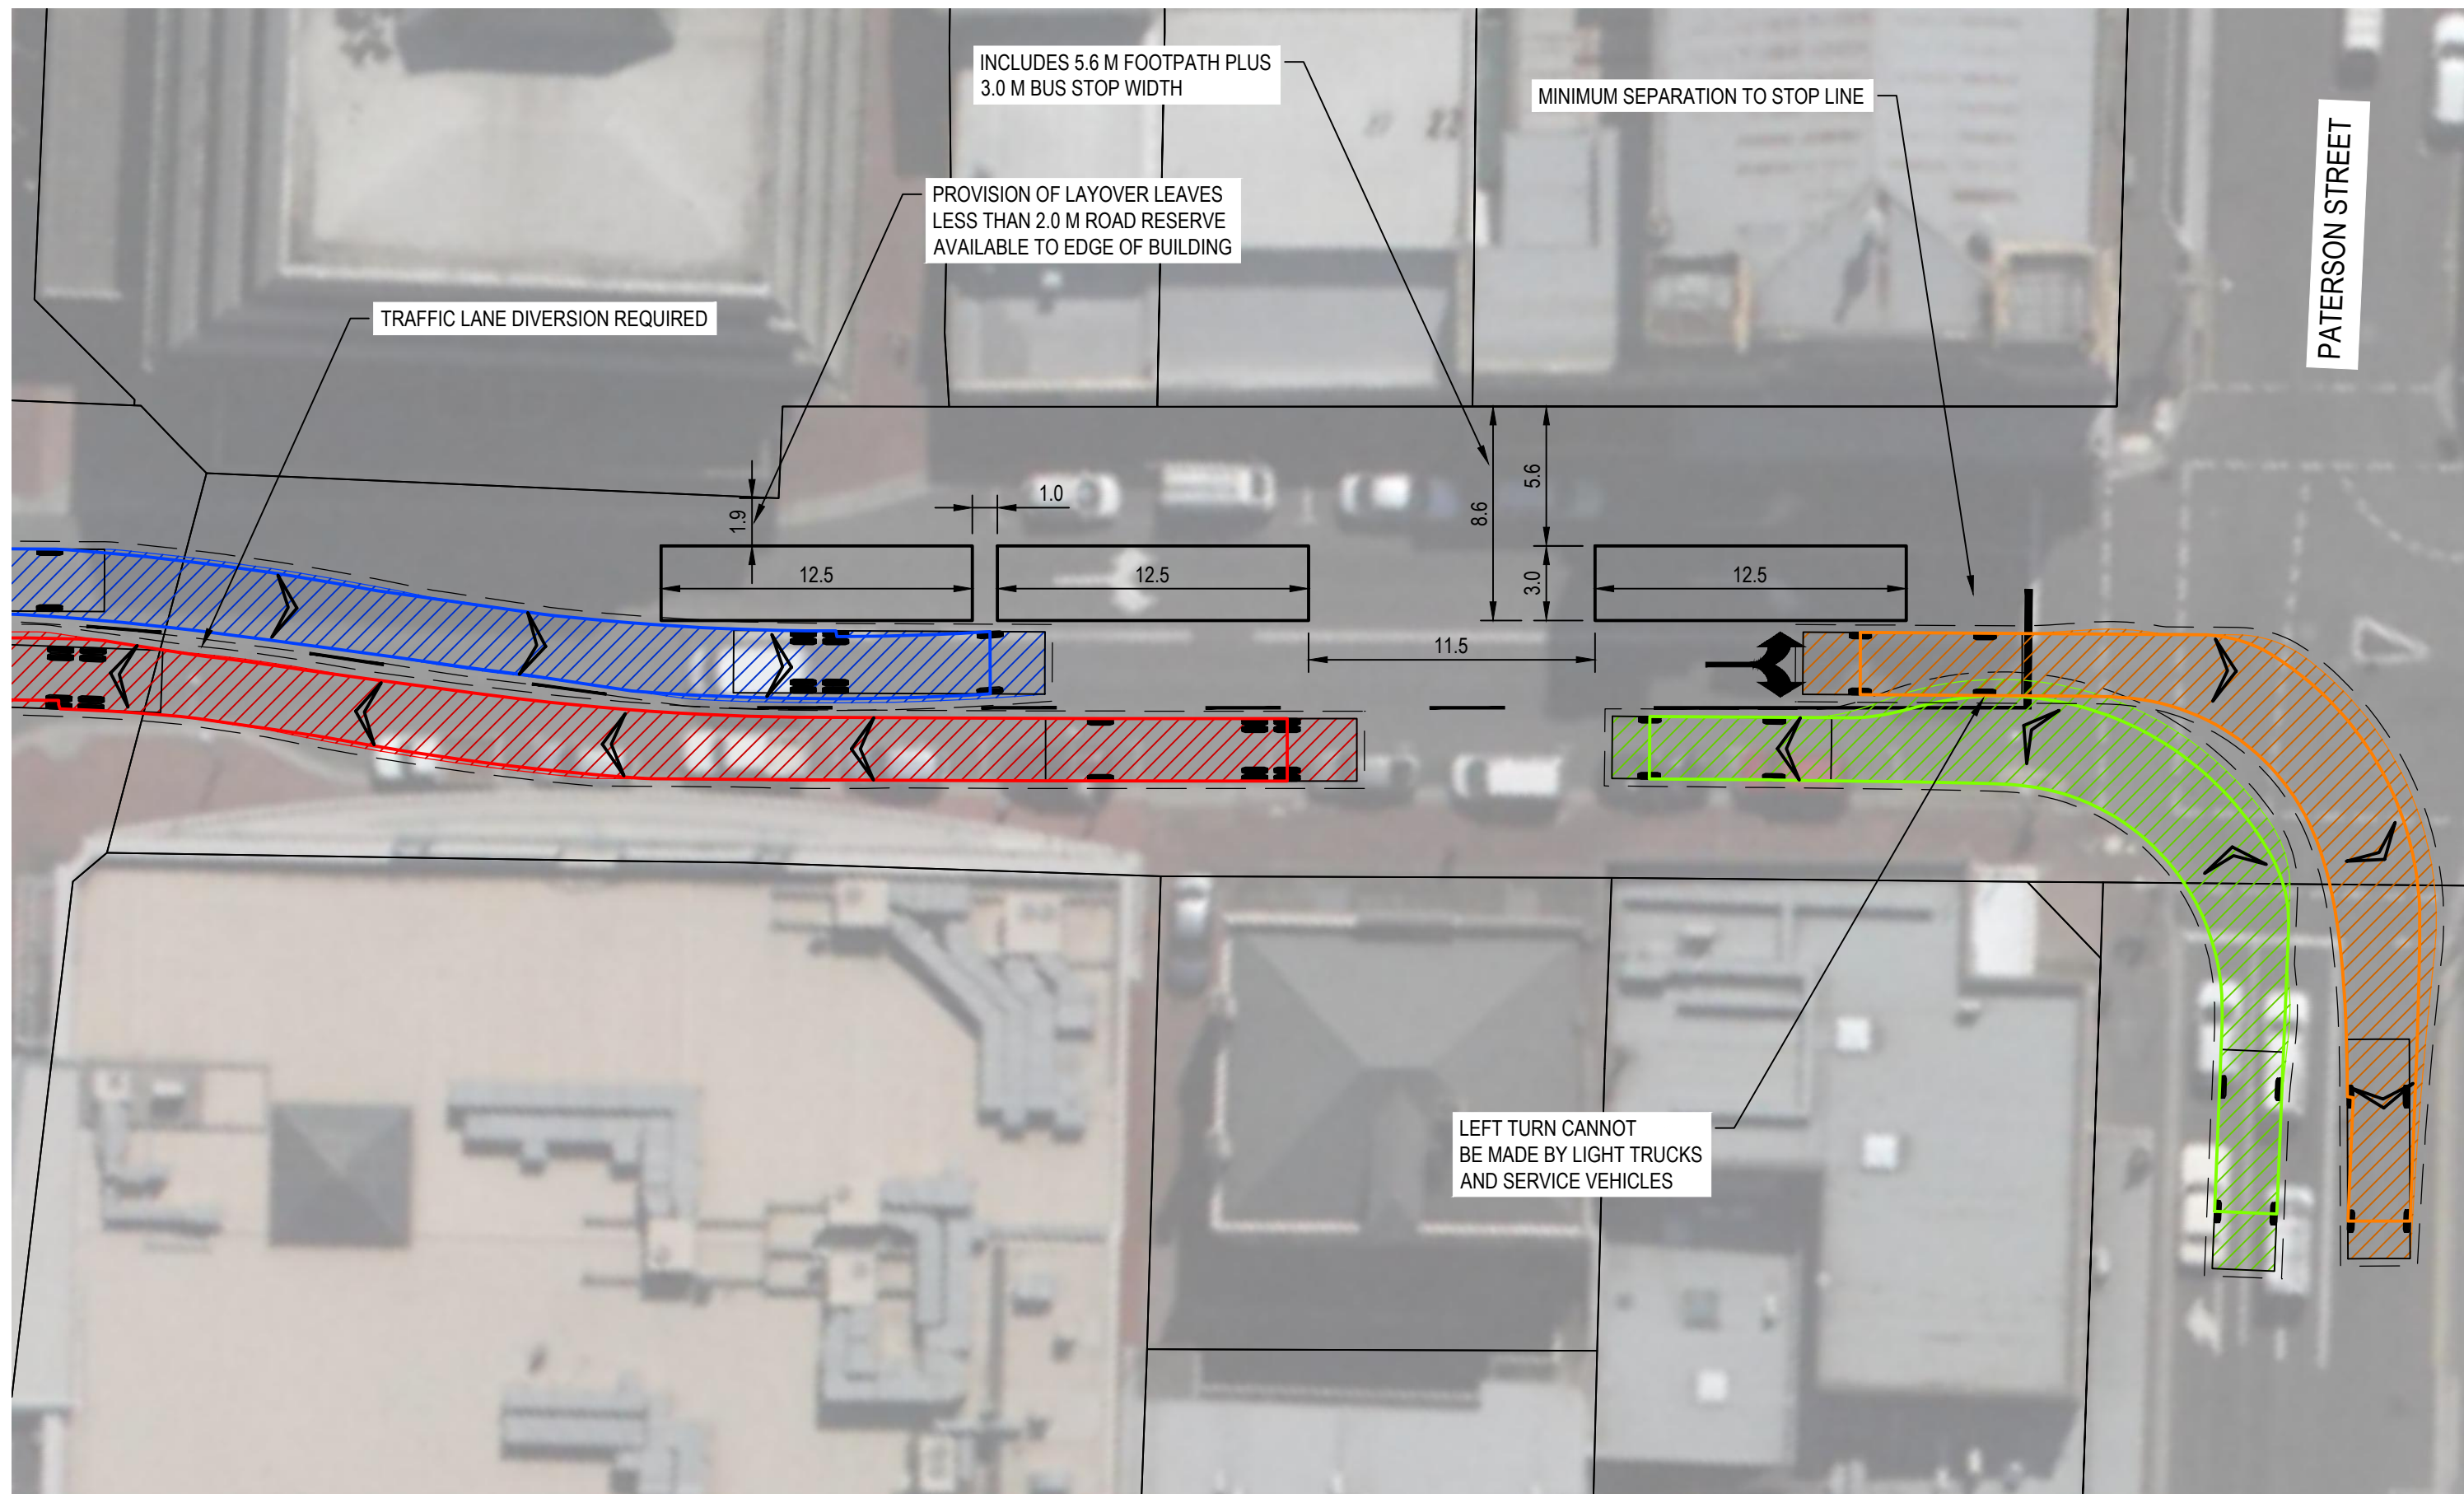 INCLUDES 5.6 M FOOTPATH PLUS
3.0 M BUS STOP WIDTH
MINIMUM SEPARATION TO STOP LINE
PATERSON STREET
PROVISION OF LAYOVER LEAVES
LESS THAN 2.0 M ROAD RESERVE
AVAILABLE TO EDGE OF BUILDING
TRAFFIC LANE DIVERSION REQUIRED
1.9
1.0
8.6
5.6
3.0
12.5
12.5
12.5
11.5
LEFT TURN CANNOT
BE MADE BY LIGHT TRUCKS
AND SERVICE VEHICLES